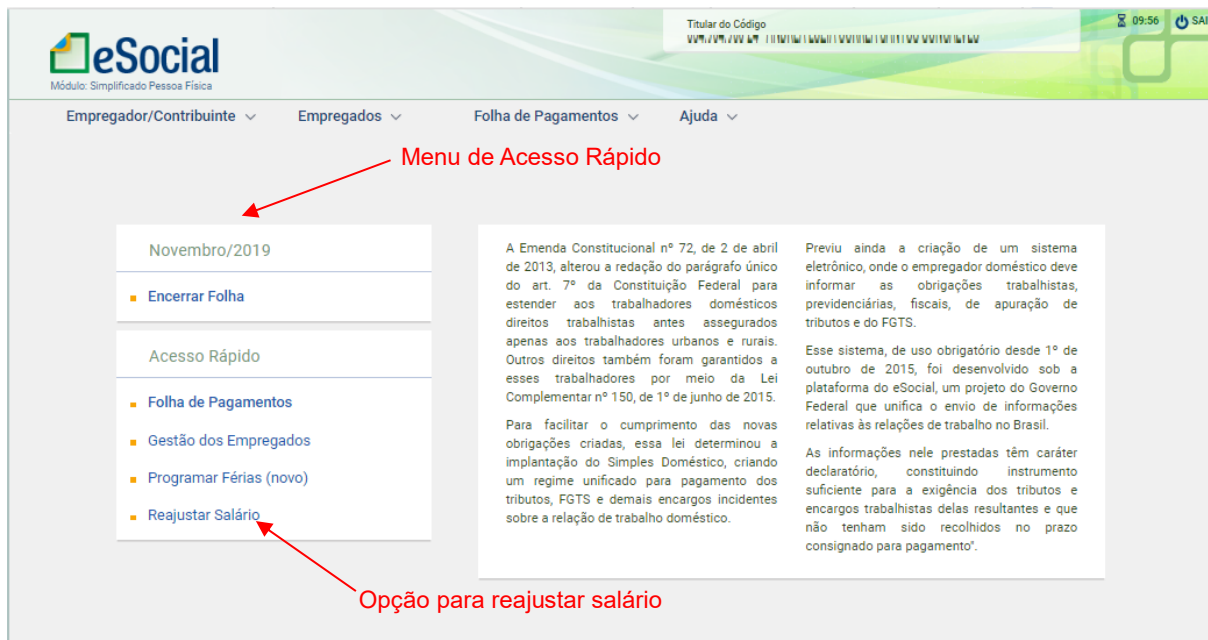 Titular do Código
09:56 SAI
eSocial
Módulo: Simplificado Pessoa Física
Empregador/Contribuinte Empregados Folha de Pagamentos Ajuda
Menu de Acesso Rápido
Novembro/2019
Encerrar Folha
Acesso Rápido
Folha de Pagamentos
Gestão dos Empregados
Programar Férias (novo)
Reajustar Salário
A Emenda Constitucional nº 72, de 2 de abril
de 2013, alterou a redação do parágrafo único
do art. 7º da Constituição Federal para
estender aos trabalhadores domésticos
direitos trabalhistas antes assegurados
apenas aos trabalhadores urbanos e rurais.
Outros direitos também foram garantidos a
esses trabalhadores por meio da Lei
Complementar nº 150, de 1º de junho de 2015.
Para facilitar o cumprimento das novas
obrigações criadas, essa lei determinou a
implantação do Simples Doméstico, criando
um regime unificado para pagamento dos
tributos, FGTS e demais encargos incidentes
sobre a relação de trabalho doméstico.
Previu ainda a criação de um sistema
eletrônico, onde o empregador doméstico deve
informar as obrigações trabalhistas,
previdenciárias, fiscais, de apuração de
tributos e do FGTS.
Esse sistema, de uso obrigatório desde 1º de
outubro de 2015, foi desenvolvido sob a
plataforma do eSocial, um projeto do Governo
Federal que unifica o envio de informações
relativas às relações de trabalho no Brasil.
As informações nele prestadas têm caráter
declaratório, constituindo instrumento
suficiente para a exigência dos tributos e
encargos trabalhistas delas resultantes e que
não tenham sido recolhidos no prazo
consignado para pagamento".
Opção para reajustar salário